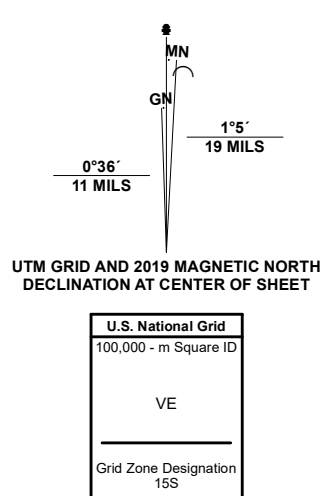 MN
GN
1°5´
19 MILS
0°36´
11 MILS
UTM GRID AND 2019 MAGNETIC NORTH
DECLINATION AT CENTER OF SHEET
U.S. National Grid
100,000 - m Square ID
VE
Grid Zone Designation
15S